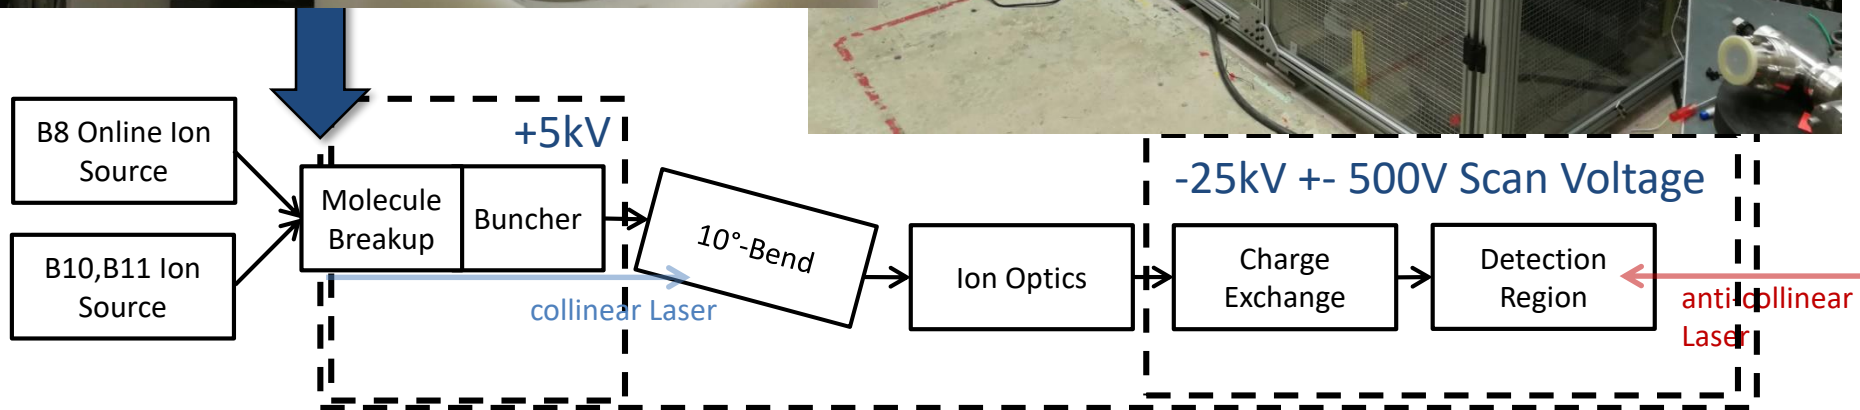 B8 Online Ion
Source
B10,B11 Ion
Source
+5kV
Molecule
Breakup
Buncher
collinear Laser
10°-Bend
Ion Optics
-25kV +- 500V Scan Voltage
Charge
Exchange
Detection
Region
anti-collinear
Laser